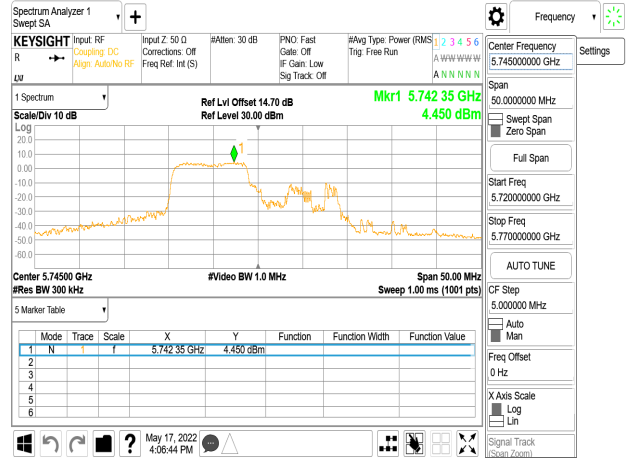 Spectrum Analyzer 1
Swept SA
Frequency
Settings
KEYSIGHT
R
Input: RF
Coupling: DC
Align: Auto/No RF
Input Z: 50 Ω
Corrections: Off
Freq Ref: Int (S)
#Atten: 30 dB
PNO: Fast
Gate: Off
IF Gain: Low
Sig Track: Off
#Avg Type: Power (RMS
Trig: Free Run
1 2 3 4 5 6
A W W W W W
A N N N N N
LXI
1 Spectrum
Scale/Div 10 dB
Ref Lvl Offset 14.70 dB
Ref Level 30.00 dBm
Mkr1 5.742 35 GHz
4.450 dBm
Log
20.0
10.0
0.00
-10.0
-20.0
-30.0
-40.0
-50.0
-60.0
1
Center 5.74500 GHz
#Res BW 300 kHz
#Video BW 1.0 MHz
Span 50.00 MHz
Sweep 1.00 ms (1001 pts)
5 Marker Table
Mode Trace Scale X Y Function Function Width Function Value
1 N 1 f 5.742 35 GHz 4.450 dBm
2
3
4
5
6
May 17, 2022
4:06:44 PM
?
Center Frequency
5.745000000 GHz
Span
50.0000000 MHz
Swept Span
Zero Span
Full Span
Start Freq
5.720000000 GHz
Stop Freq
5.770000000 GHz
AUTO TUNE
CF Step
5.000000 MHz
Auto
Man
Freq Offset
0 Hz
X Axis Scale
Log
Lin
Signal Track
(Span Zoom)